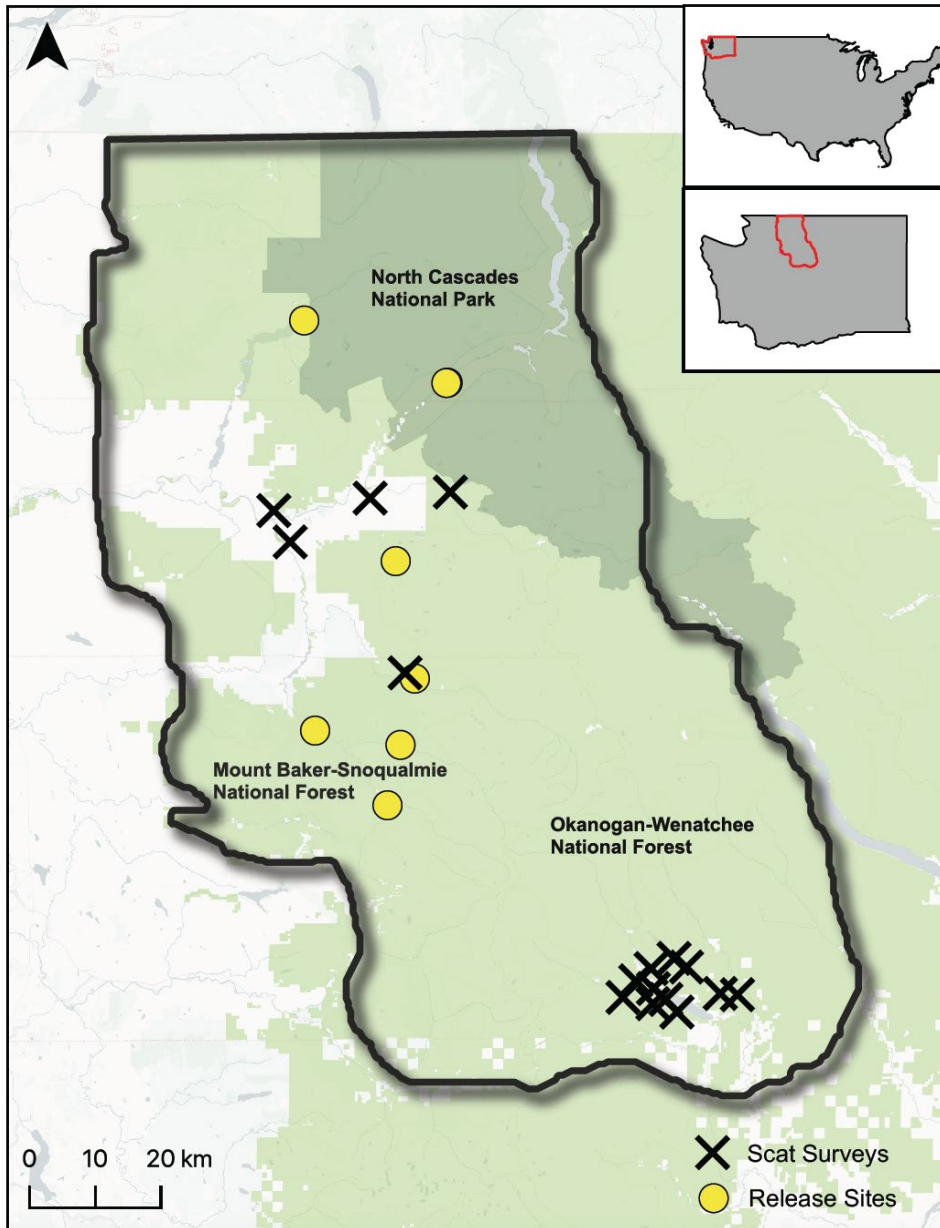 North Cascades
National Park
Mount Baker-Snoqualmie
National Forest
Okanogan-Wenatchee
National Forest
0 10 20 km
Scat Surveys
Release Sites